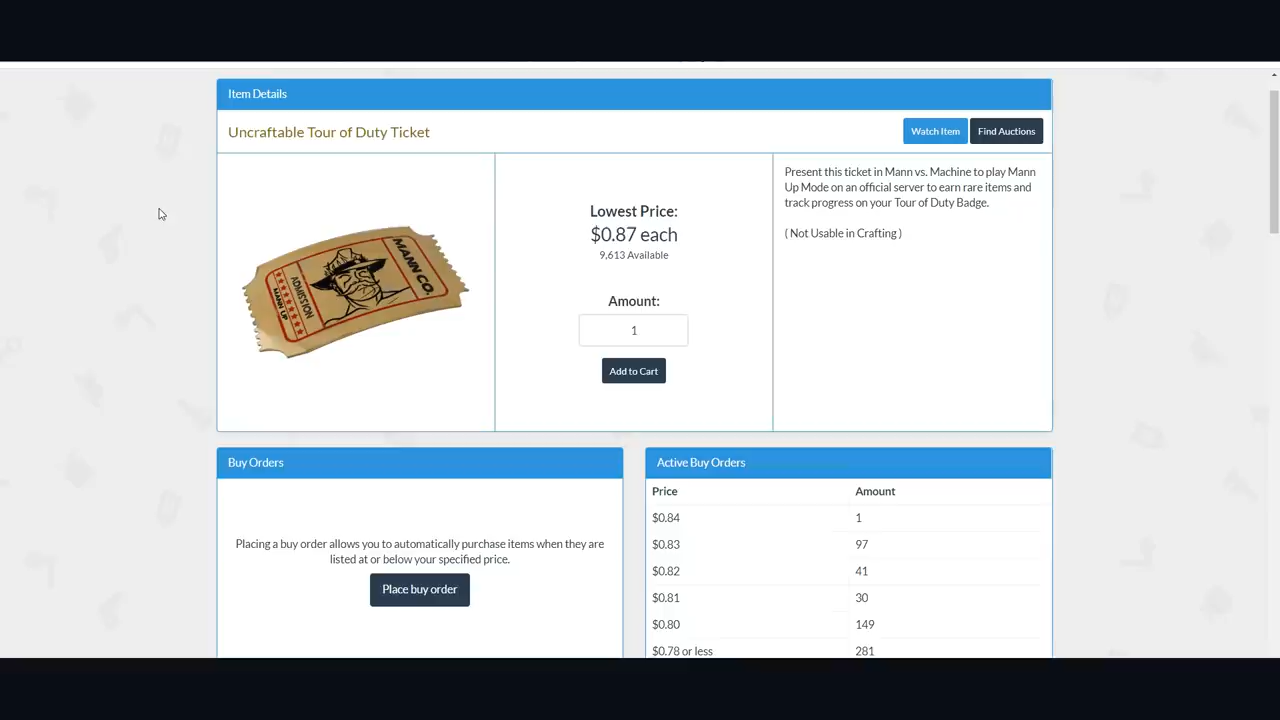 Item Details
Uncraftable Tour of Duty Ticket
Watch Item
Find Auctions
MANN CO.
ADMISSION
MANN UP
Lowest Price:
$0.87 each
9,613 Available
Amount:
1
Add to Cart
Present this ticket in Mann vs. Machine to play Mann
Up Mode on an official server to earn rare items and
track progress on your Tour of Duty Badge.
( Not Usable in Crafting )
Buy Orders
Placing a buy order allows you to automatically purchase items when they are
listed at or below your specified price.
Place buy order
Active Buy Orders
Price Amount
$0.84 1
$0.83 97
$0.82 41
$0.81 30
$0.80 149
$0.78 or less 281